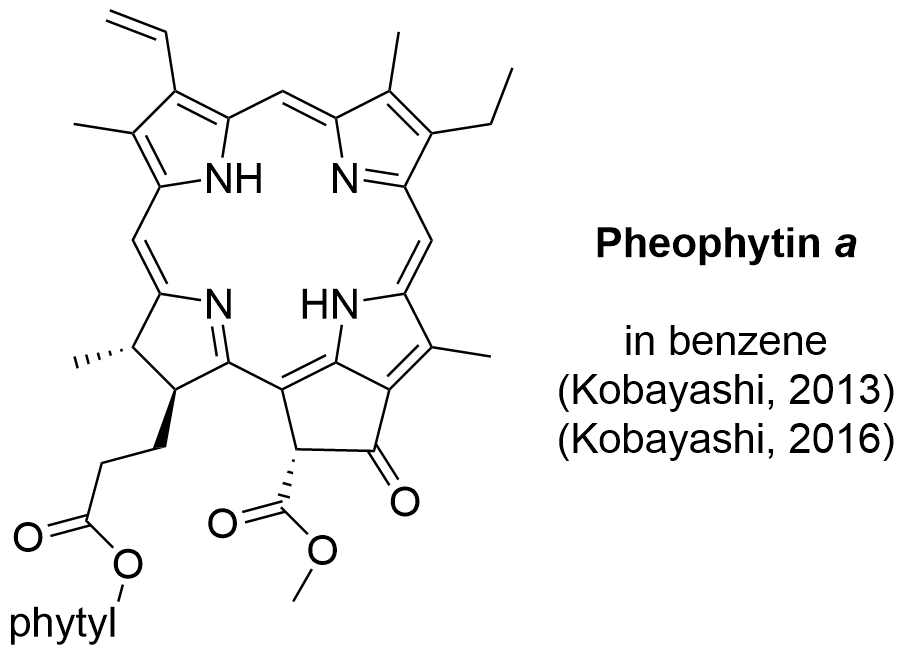 NH
N
N
HN
Pheophytin a
in benzene
(Kobayashi, 2013)
(Kobayashi, 2016)
O
O
O
O
O
phytyl